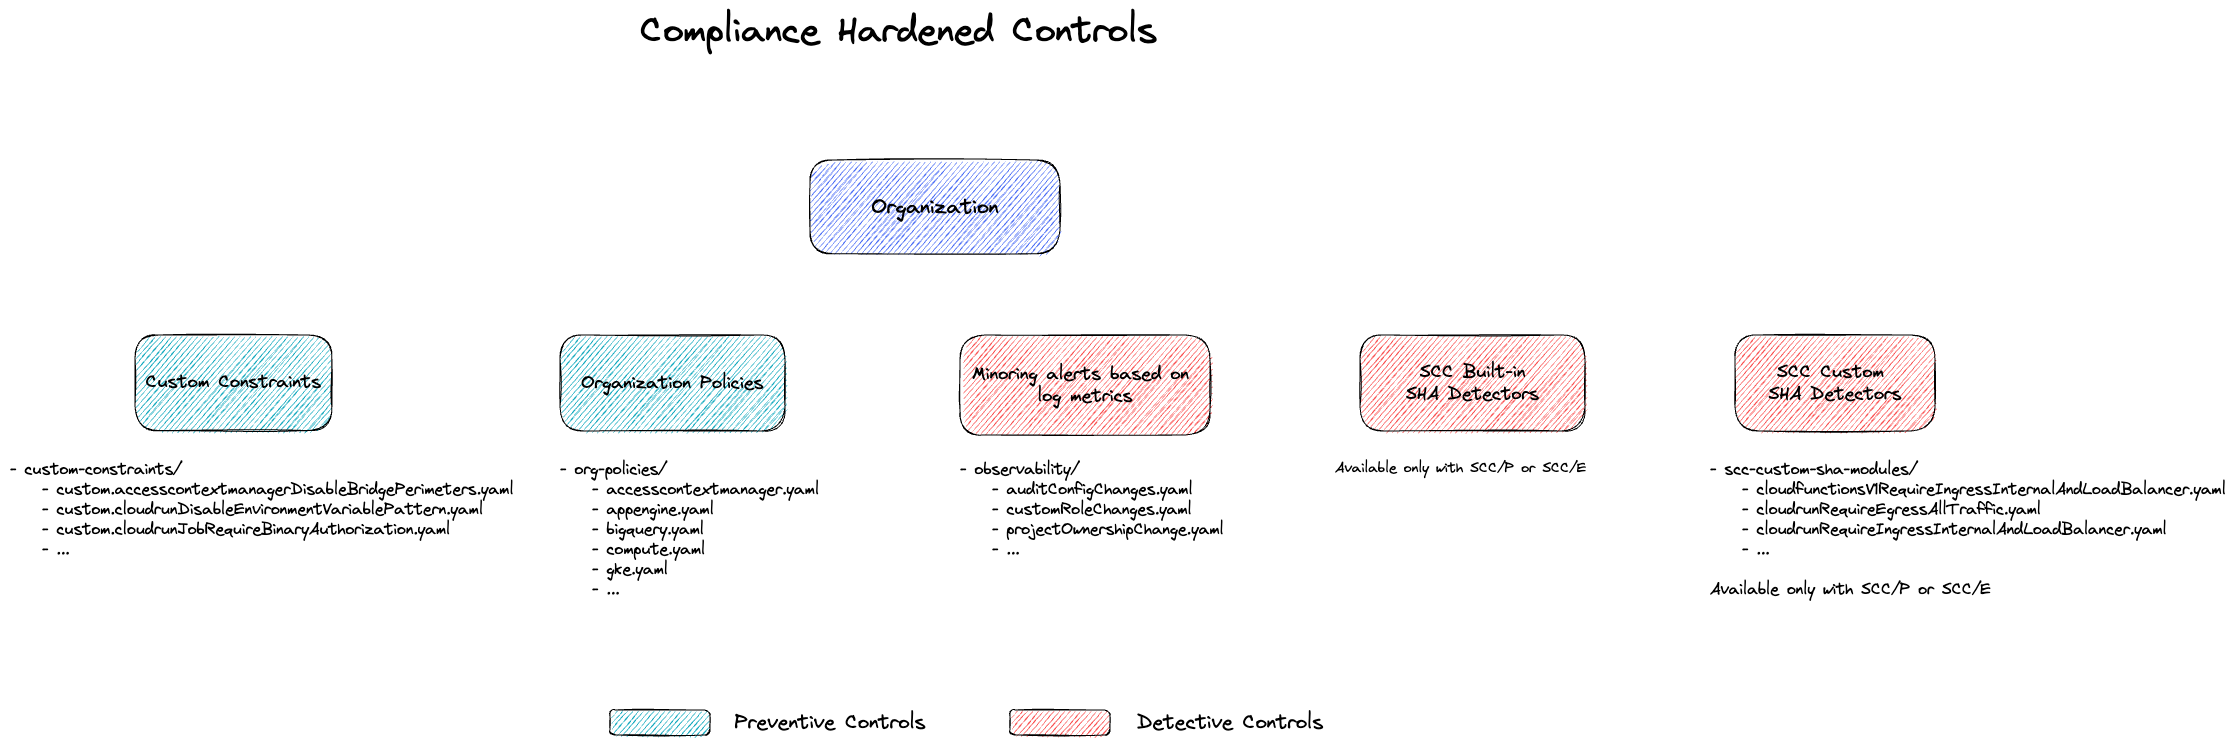 Compliance Hardened Controls
Organization
Custom Constraints
- custom-constraints/
- custom.accesscontextmanagerDisableBridgePerimeters.yaml
- custom.cloudrunDisableEnvironmentVariablePattern.yaml
- custom.cloudrunJobRequireBinaryAuthorization.yaml
- ...
Organization Policies
- org-policies/
- accesscontextmanager.yaml
- appengine.yaml
- bigquery.yaml
- compute.yaml
- gke.yaml
- ...
Minoring alerts based on
log metrics
- observability/
- auditConfigChanges.yaml
- customRoleChanges.yaml
- projectOwnershipChange.yaml
- ...
SCC Built-in
SHA Detectors
Available only with SCC/P or SCC/E
SCC Custom
SHA Detectors
- scc-custom-sha-modules/
- cloudfunctionsV1RequireIngressInternalAndLoadBalancer.yaml
- cloudrunRequireEgressAllTraffic.yaml
- cloudrunRequireIngressInternalAndLoadBalancer.yaml
- ...
Available only with SCC/P or SCC/E
Preventive Controls
Detective Controls